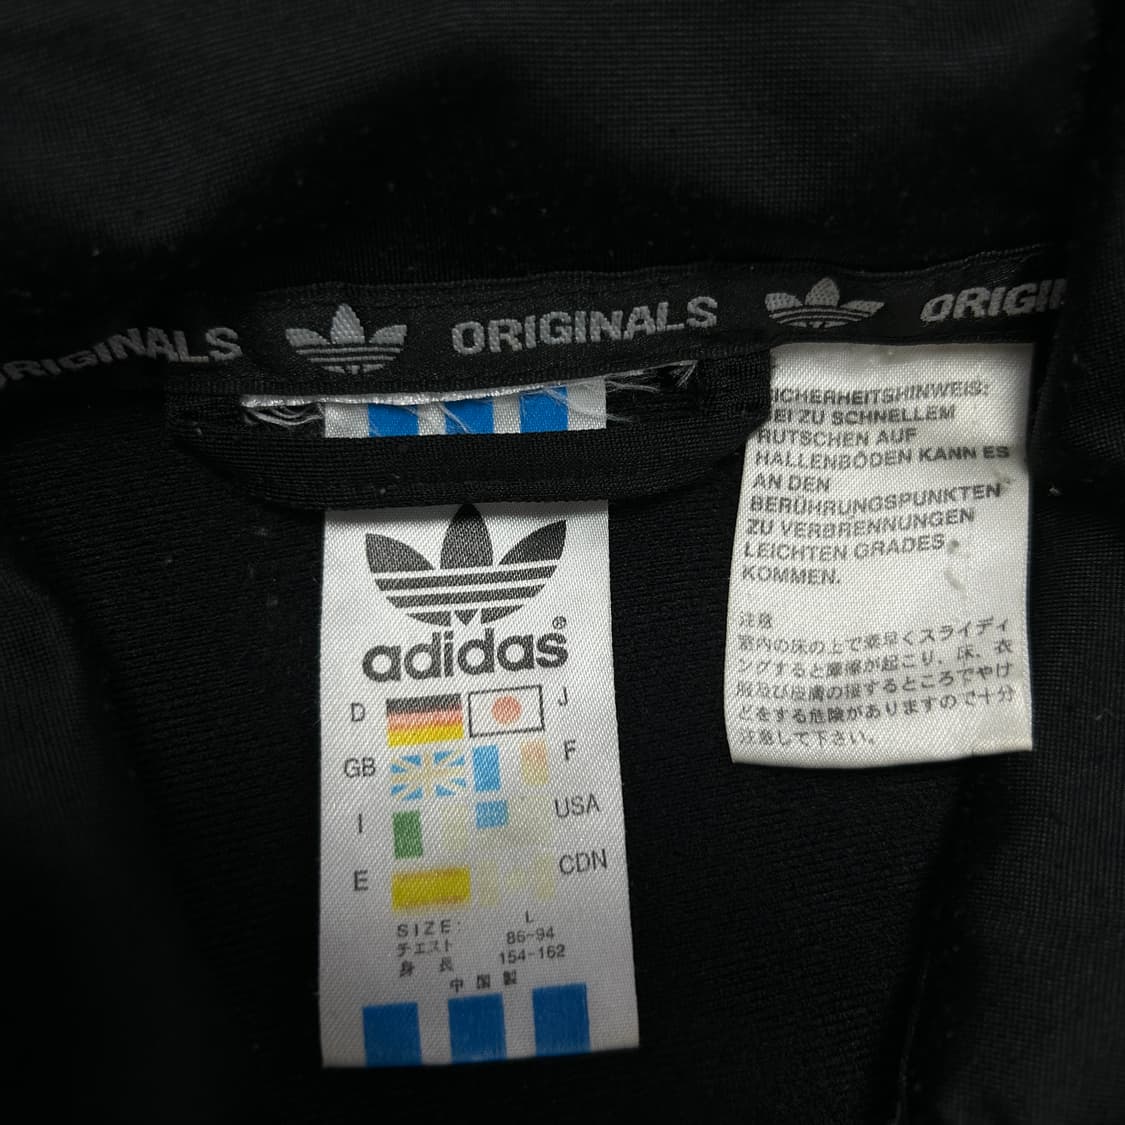 ORIGINALS
ORIGINALS
ORIGI
SICHERHEITSHINWEIS:
BEI ZU SCHNELLEM
RUTSCHEN AUF
HALLENBÖDEN KANN ES
AN DEN
BERÜHRUNGSPUNKTEN
ZU VERBRENNUNGEN
LEICHTEN GRADES
KOMMEN.
注意
室内の床の上で素早くスライディ
ングすると摩擦が起こり、床、衣
服及び皮膚の接するところでやけ
どをする危険がありますので十分
注意して下さい。
adidas®
D J
GB F
I USA
E CDN
SIZE: L
チェスト 86-94
身長 154-162
中国製